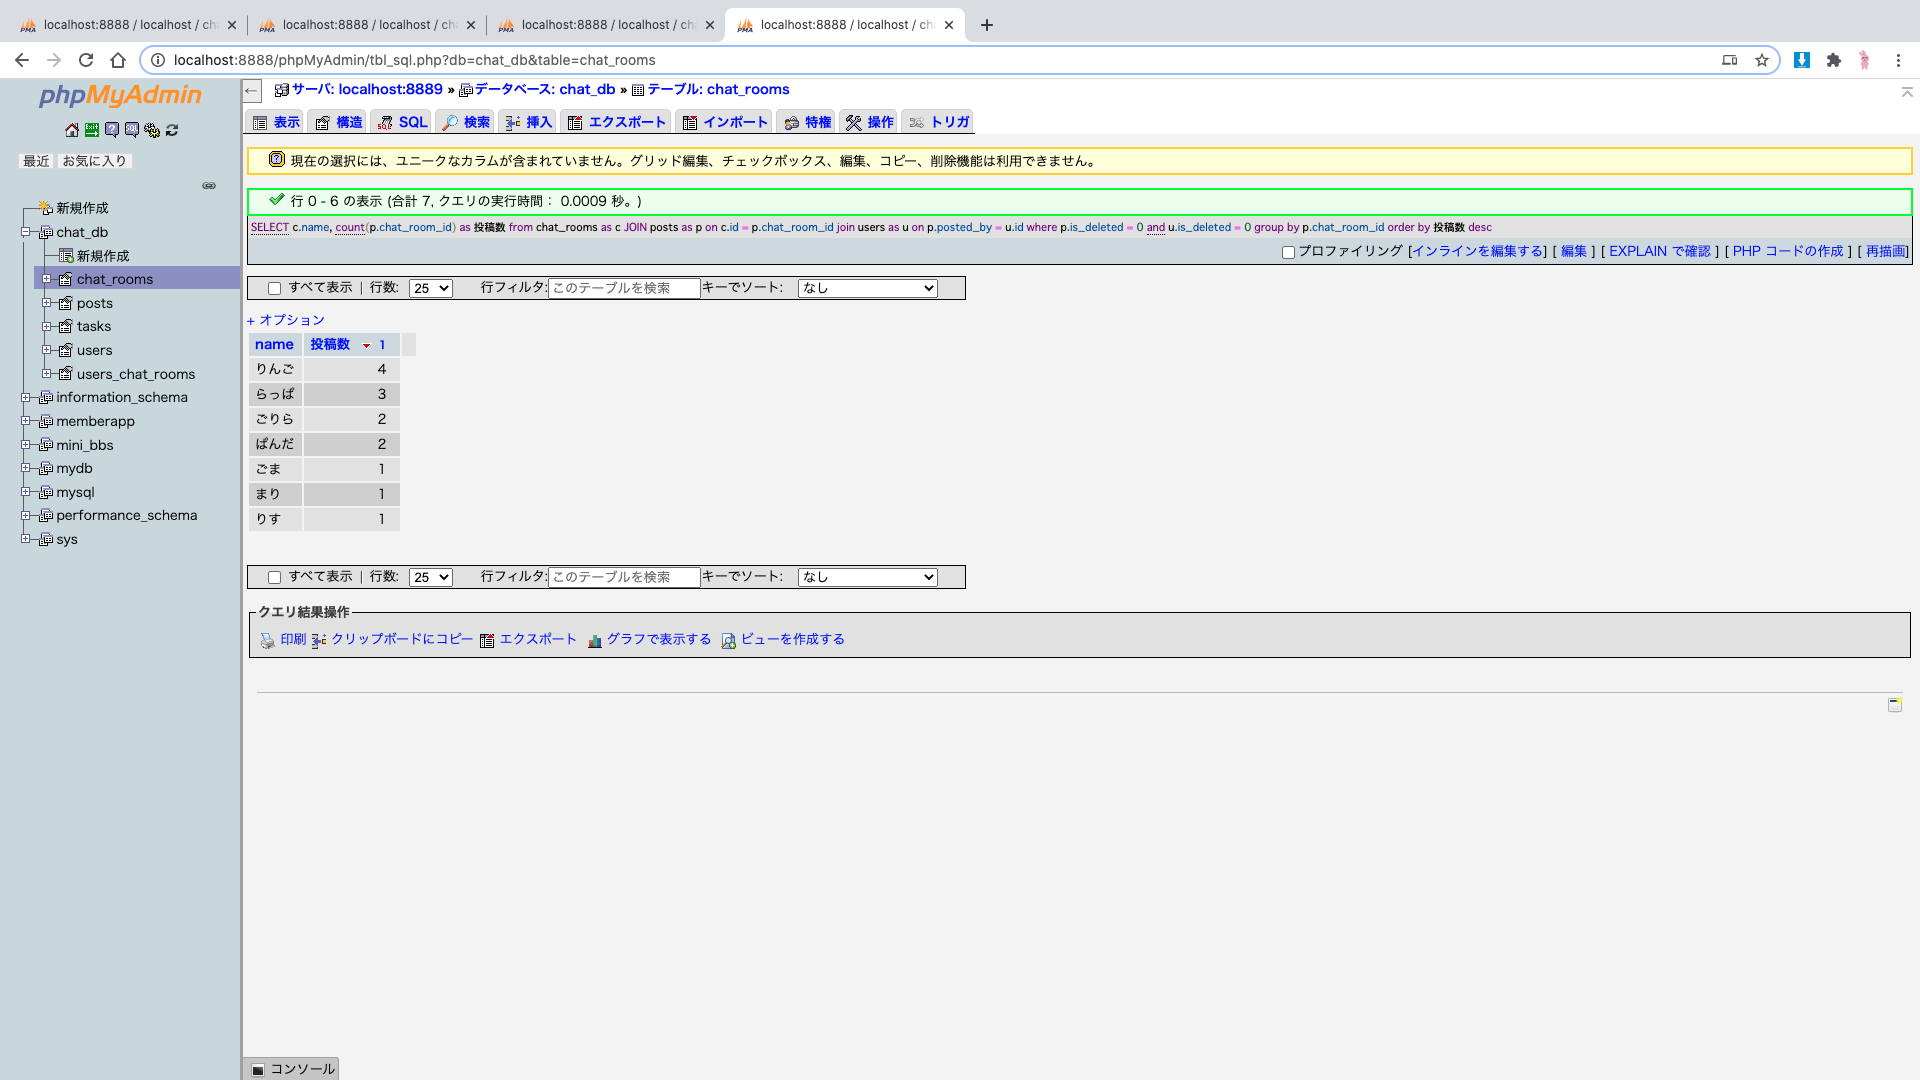 localhost:8888 / localhost / ch
localhost:8888 / localhost / ch
localhost:8888 / localhost / ch
localhost:8888 / localhost / ch
localhost:8888/phpMyAdmin/tbl_sql.php?db=chat_db&table=chat_rooms
phpMyAdmin
最近 お気に入り
新規作成
chat_db
新規作成
chat_rooms
posts
tasks
users
users_chat_rooms
information_schema
memberapp
mini_bbs
mydb
mysql
performance_schema
sys
サーバ: localhost:8889 » データベース: chat_db » テーブル: chat_rooms
表示 構造 SQL 検索 挿入 エクスポート インポート 特権 操作 トリガ
現在の選択には、ユニークなカラムが含まれていません。グリッド編集、チェックボックス、編集、コピー、削除機能は利用できません。
行 0 - 6 の表示 (合計 7, クエリの実行時間： 0.0009 秒。)
SELECT c.name, count(p.chat_room_id) as 投稿数 from chat_rooms as c JOIN posts as p on c.id = p.chat_room_id join users as u on p.posted_by = u.id where p.is_deleted = 0 and u.is_deleted = 0 group by p.chat_room_id order by 投稿数 desc
プロファイリング [インラインを編集する] [ 編集 ] [ EXPLAIN で確認 ] [ PHP コードの作成 ] [ 再描画]
すべて表示 | 行数: 25 行フィルタ: このテーブルを検索 キーでソート: なし
+ オプション
name 投稿数 1
りんご 4
らっぱ 3
ごりら 2
ぱんだ 2
ごま 1
まり 1
りす 1
すべて表示 | 行数: 25 行フィルタ: このテーブルを検索 キーでソート: なし
クエリ結果操作
印刷 クリップボードにコピー エクスポート グラフで表示する ビューを作成する
コンソール